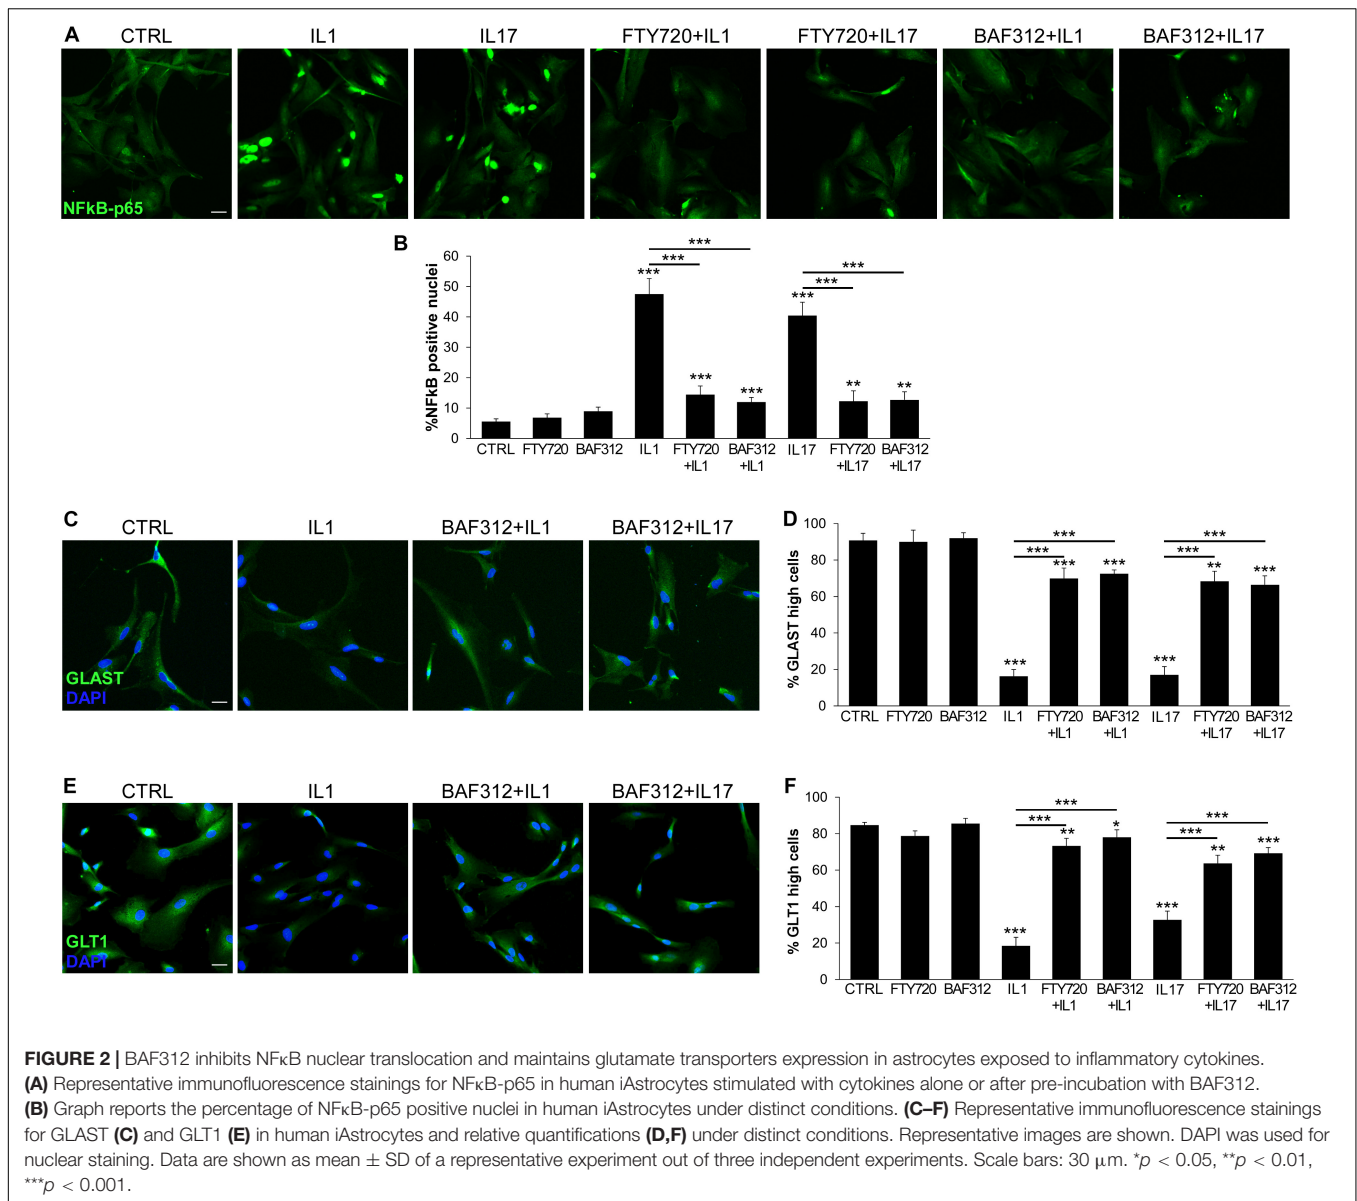 A
CTRL IL1 IL17 FTY720+IL1 FTY720+IL17 BAF312+IL1 BAF312+IL17
NFkB-p65
B
%NFkB positive nuclei
60
50
40
30
20
10
0
*** *** *** *** *** *** *** *** ** **
CTRL FTY720 BAF312 IL1 FTY720 +IL1 BAF312 +IL1 IL17 FTY720 +IL17 BAF312 +IL17
C
CTRL IL1 BAF312+IL1 BAF312+IL17
GLAST
DAPI
D
% GLAST high cells
100
80
60
40
20
0
*** *** *** *** *** *** *** *** ** ***
CTRL FTY720 BAF312 IL1 FTY720 +IL1 BAF312 +IL1 IL17 FTY720 +IL17 BAF312 +IL17
E
CTRL IL1 BAF312+IL1 BAF312+IL17
GLT1
DAPI
F
% GLT1 high cells
100
80
60
40
20
0
*** *** *** ** * *** *** *** ** ***
CTRL FTY720 BAF312 IL1 FTY720 +IL1 BAF312 +IL1 IL17 FTY720 +IL17 BAF312 +IL17
FIGURE 2 | BAF312 inhibits NFκB nuclear translocation and maintains glutamate transporters expression in astrocytes exposed to inflammatory cytokines.
(A) Representative immunofluorescence stainings for NFκB-p65 in human iAstrocytes stimulated with cytokines alone or after pre-incubation with BAF312.
(B) Graph reports the percentage of NFκB-p65 positive nuclei in human iAstrocytes under distinct conditions. (C–F) Representative immunofluorescence stainings
for GLAST (C) and GLT1 (E) in human iAstrocytes and relative quantifications (D,F) under distinct conditions. Representative images are shown. DAPI was used for
nuclear staining. Data are shown as mean ± SD of a representative experiment out of three independent experiments. Scale bars: 30 μm. *p < 0.05, **p < 0.01,
***p < 0.001.